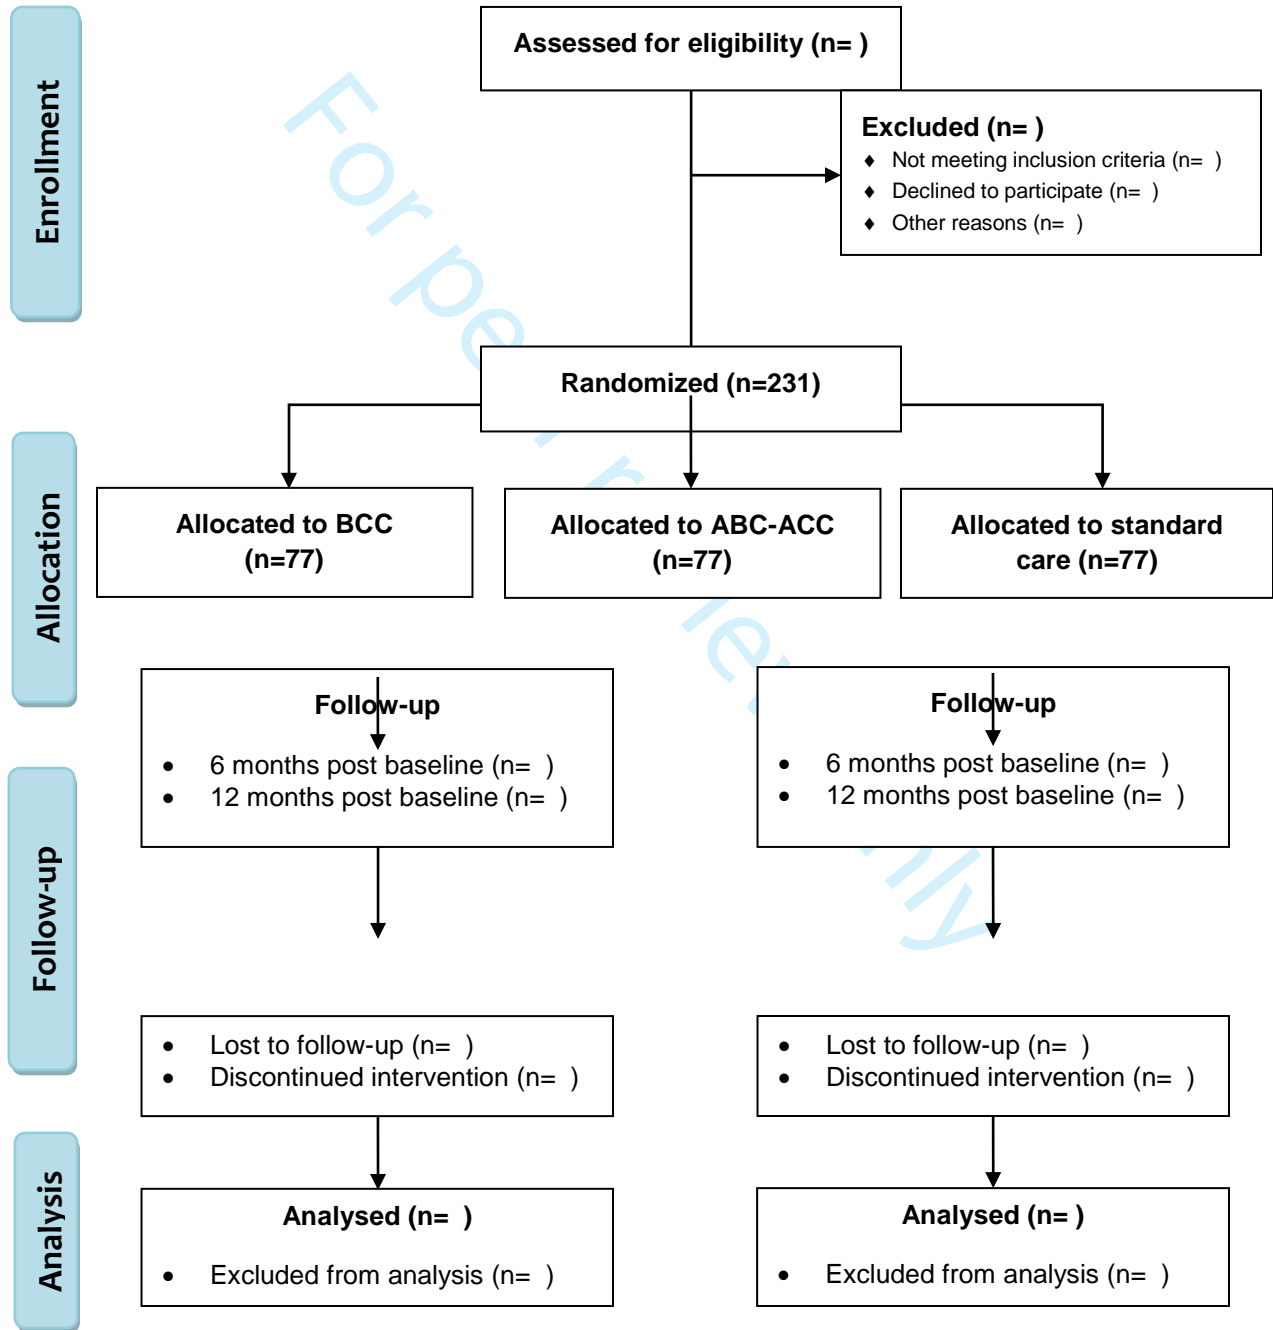 Enrollment
Assessed for eligibility (n= )
Excluded (n= )
♦ Not meeting inclusion criteria (n= )
♦ Declined to participate (n= )
♦ Other reasons (n= )
Randomized (n=231)
Allocation
Allocated to BCC
(n=77)
Allocated to ABC-ACC
(n=77)
Allocated to standard
care (n=77)
Follow-up
Follow-up
• 6 months post baseline (n= )
• 12 months post baseline (n= )
Follow-up
• 6 months post baseline (n= )
• 12 months post baseline (n= )
• Lost to follow-up (n= )
• Discontinued intervention (n= )
• Lost to follow-up (n= )
• Discontinued intervention (n= )
Analysis
Analysed (n= )
• Excluded from analysis (n= )
Analysed (n= )
• Excluded from analysis (n= )
For peer review only